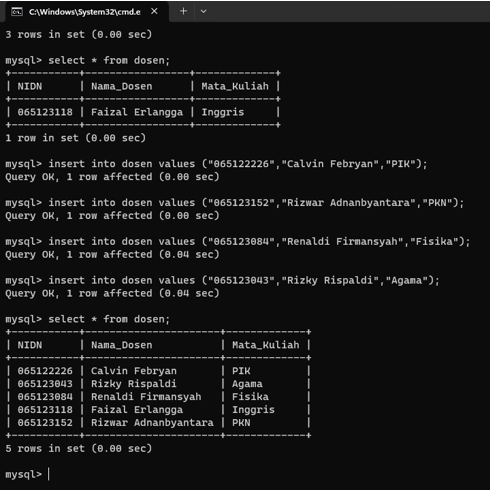 C:\Windows\System32\cmd.e
3 rows in set (0.00 sec)
mysql> select * from dosen;
+-----------+-----------------+-------------+
| NIDN      | Nama_Dosen      | Mata_Kuliah |
+-----------+-----------------+-------------+
| 065123118 | Faizal Erlangga | Inggris     |
+-----------+-----------------+-------------+
1 row in set (0.00 sec)
mysql> insert into dosen values ("065122226","Calvin Febryan","PIK");
Query OK, 1 row affected (0.00 sec)
mysql> insert into dosen values ("065123152","Rizwar Adnanbyantara","PKN");
Query OK, 1 row affected (0.00 sec)
mysql> insert into dosen values ("065123084","Renaldi Firmansyah","Fisika");
Query OK, 1 row affected (0.04 sec)
mysql> insert into dosen values ("065123043","Rizky Rispaldi","Agama");
Query OK, 1 row affected (0.04 sec)
mysql> select * from dosen;
+-----------+----------------------+-------------+
| NIDN      | Nama_Dosen           | Mata_Kuliah |
+-----------+----------------------+-------------+
| 065122226 | Calvin Febryan       | PIK         |
| 065123043 | Rizky Rispaldi       | Agama       |
| 065123084 | Renaldi Firmansyah   | Fisika      |
| 065123118 | Faizal Erlangga      | Inggris     |
| 065123152 | Rizwar Adnanbyantara | PKN         |
+-----------+----------------------+-------------+
5 rows in set (0.00 sec)
mysql>